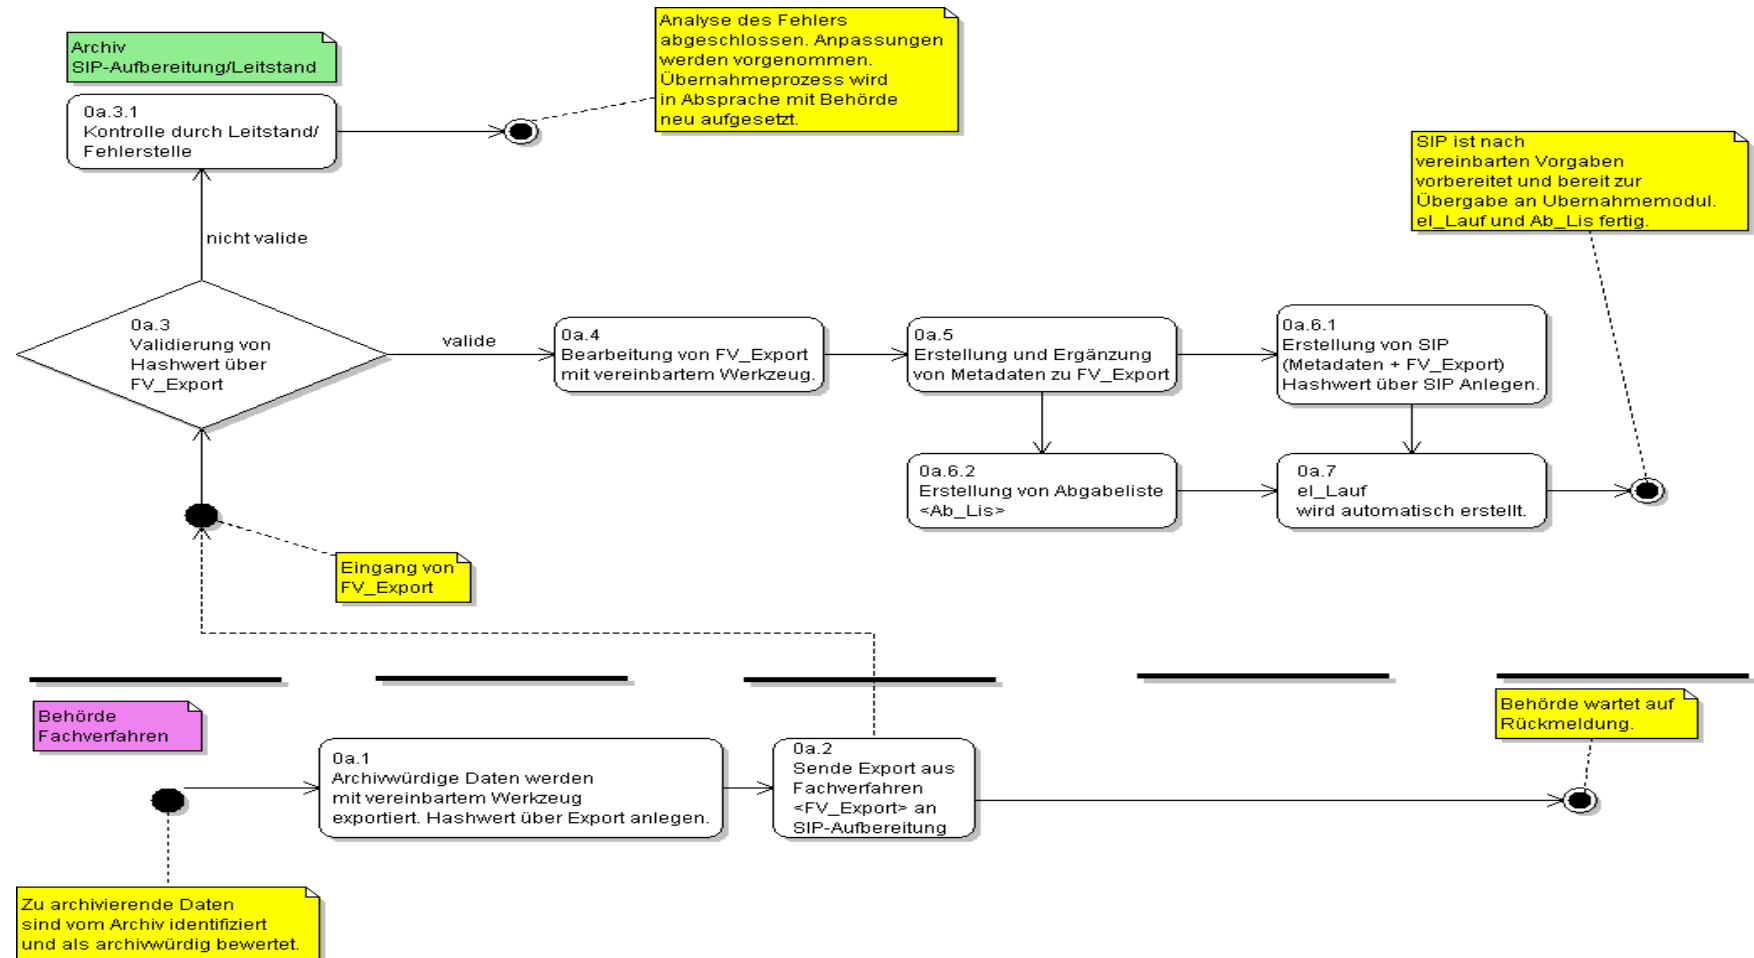 Analyse des Fehlers
abgeschlossen. Anpassungen
werden vorgenommen.
Übernahmeprozess wird
in Absprache mit Behörde
neu aufgesetzt.
Archiv
SIP-Aufbereitung/Leitstand
0a.3.1
Kontrolle durch Leitstand/
Fehlerstelle
SIP ist nach
vereinbarten Vorgaben
vorbereitet und bereit zur
Übergabe an Ubernahmemodul.
el_Lauf und Ab_Lis fertig.
nicht valide
0a.3
Validierung von
Hashwert über
FV_Export
valide
0a.4
Bearbeitung von FV_Export
mit vereinbartem Werkzeug.
0a.5
Erstellung und Ergänzung
von Metadaten zu FV_Export
0a.6.1
Erstellung von SIP
(Metadaten + FV_Export)
Hashwert über SIP Anlegen.
0a.6.2
Erstellung von Abgabeliste
<Ab_Lis>
0a.7
el_Lauf
wird automatisch erstellt.
Eingang von
FV_Export
Behörde
Fachverfahren
0a.1
Archivwürdige Daten werden
mit vereinbartem Werkzeug
exportiert. Hashwert über Export anlegen.
0a.2
Sende Export aus
Fachverfahren
<FV_Export> an
SIP-Aufbereitung
Behörde wartet auf
Rückmeldung.
Zu archivierende Daten
sind vom Archiv identifiziert
und als archivwürdig bewertet.